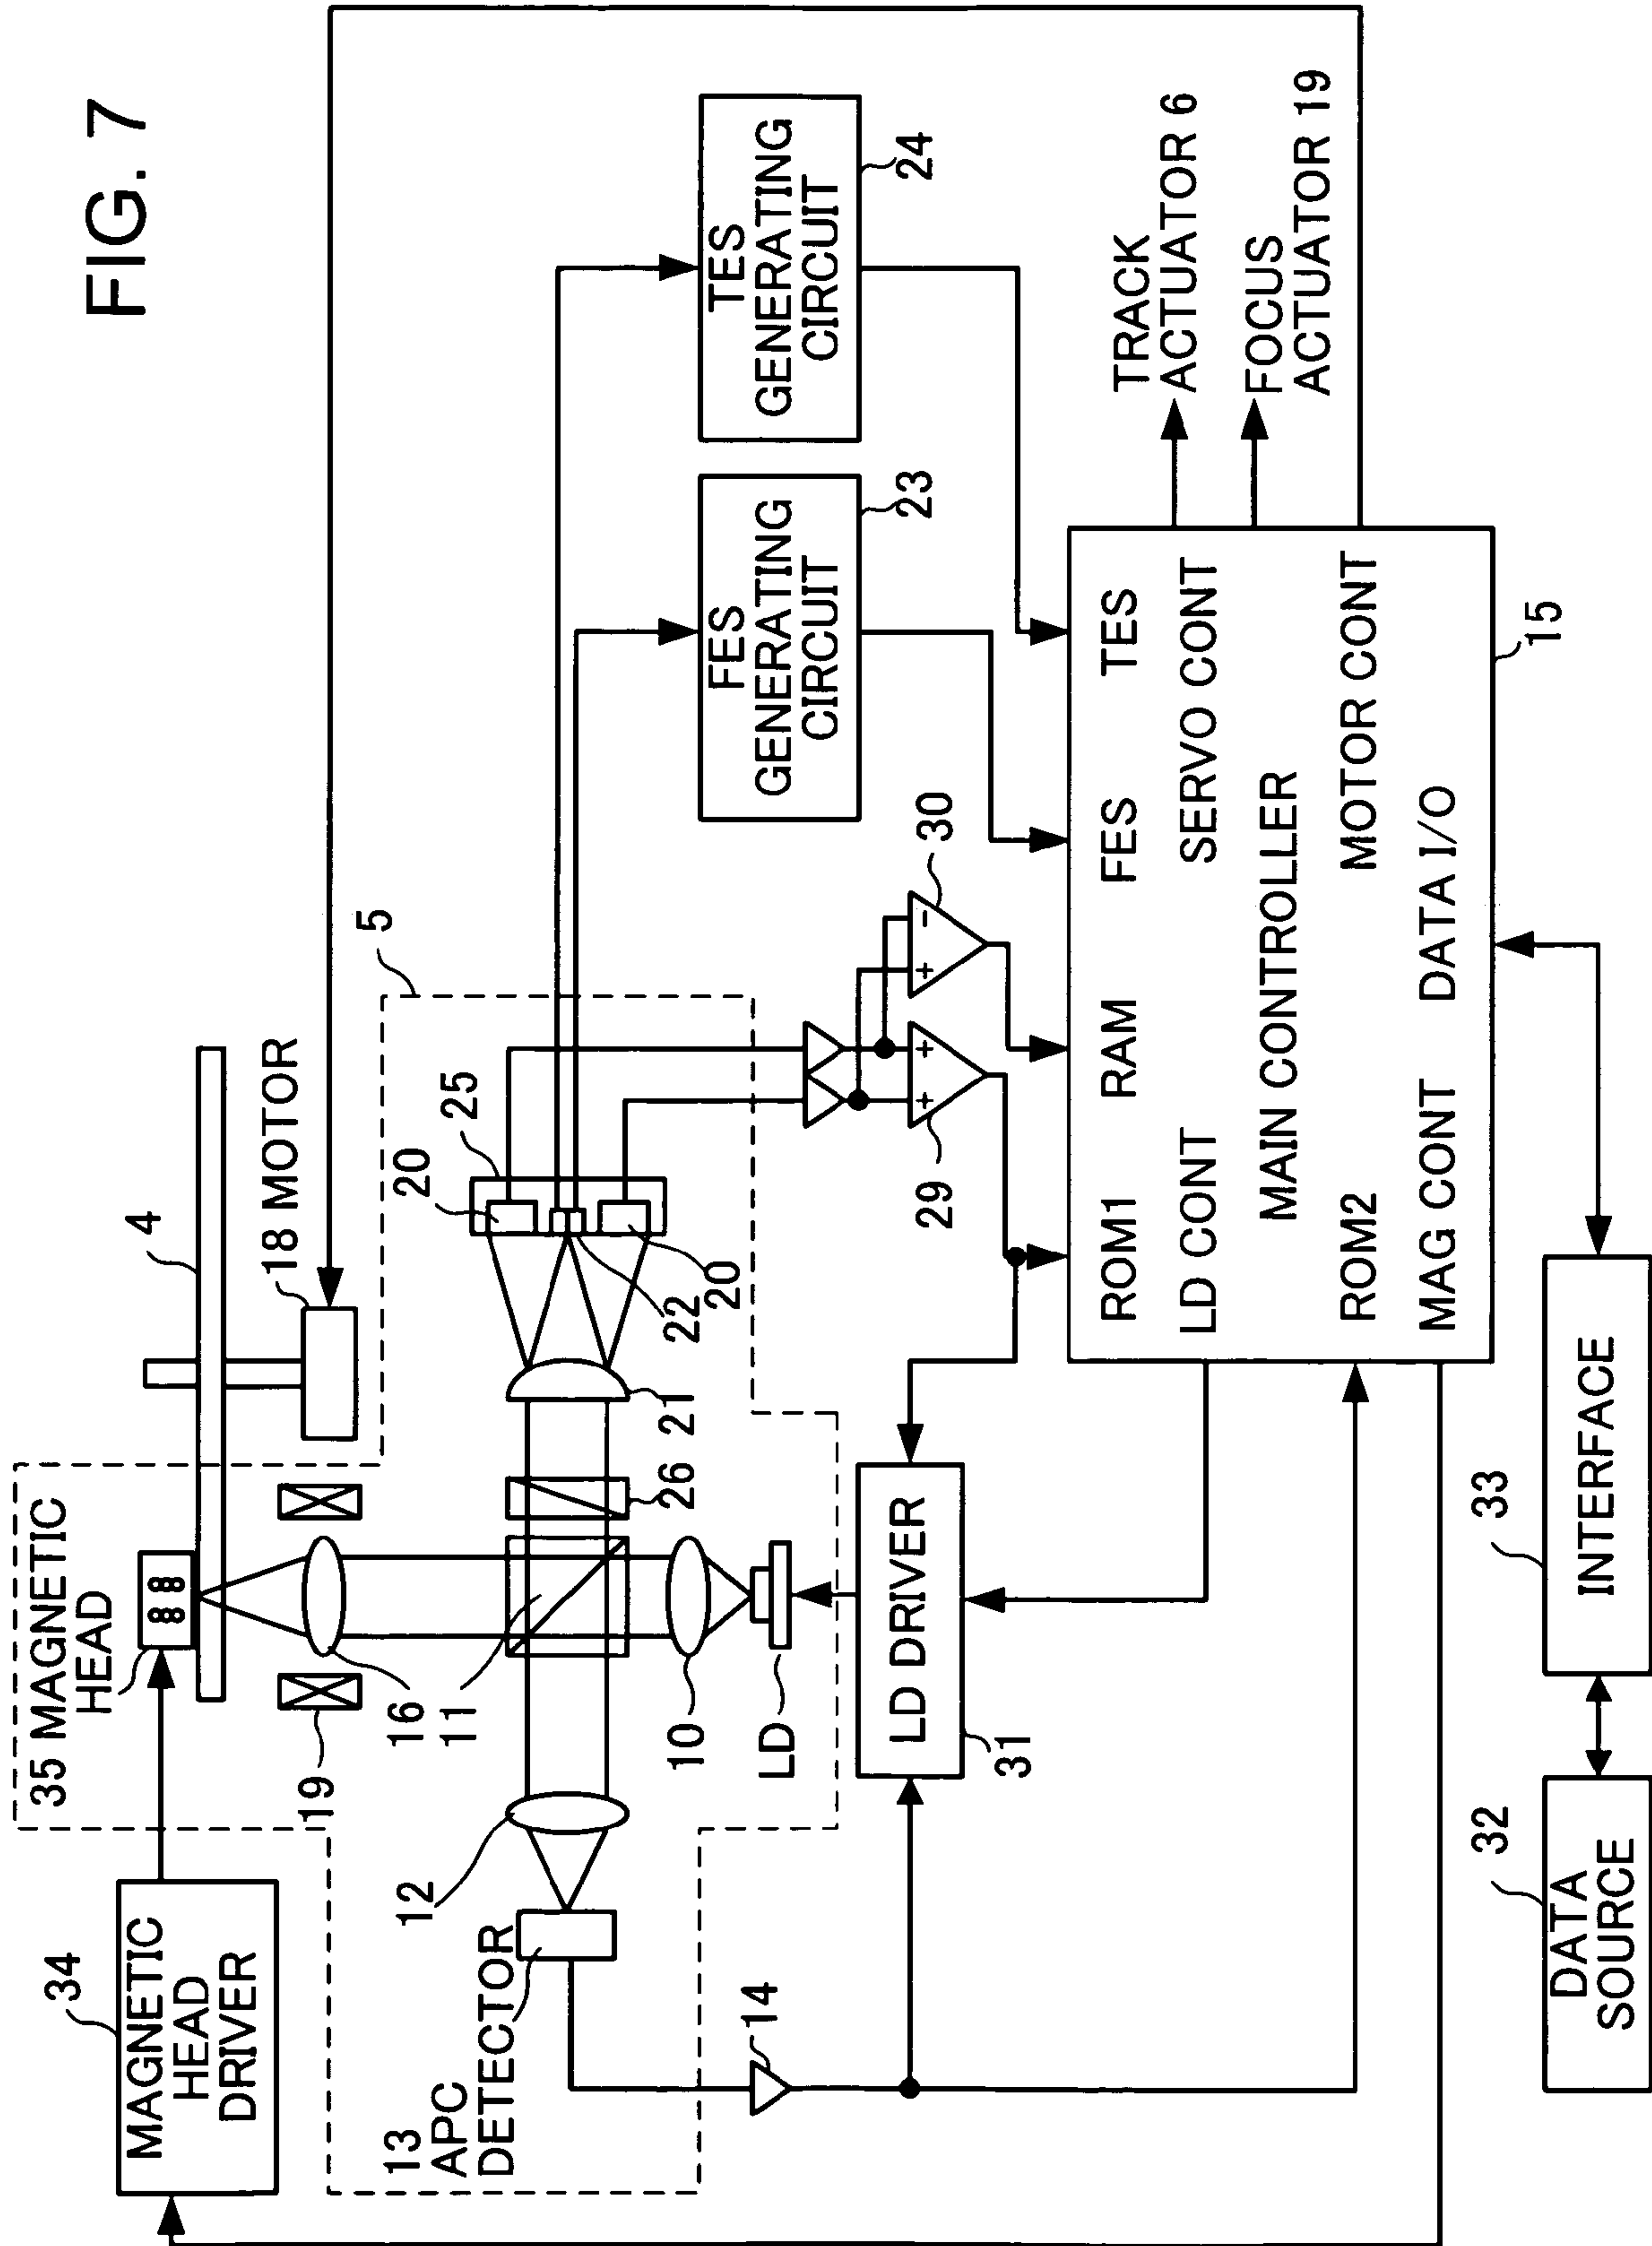 FIG. 7
34
MAGNETIC
HEAD
DRIVER
35 MAGNETIC
HEAD
88
88
4
18 MOTOR
5
19
16
11
12
13
APC
DETECTOR
10
LD
26
21
22
20
20
25
14
LD DRIVER
31
29
30
FES
GENERATING
CIRCUIT
23
TES
GENERATING
CIRCUIT
24
+
+
+
-
ROM1
RAM
FES
TES
LD CONT
SERVO CONT
MAIN CONTROLLER
ROM2
MOTOR CONT
MAG CONT
DATA I/O
15
TRACK
ACTUATOR 6
FOCUS
ACTUATOR 19
32
DATA
SOURCE
33
INTERFACE